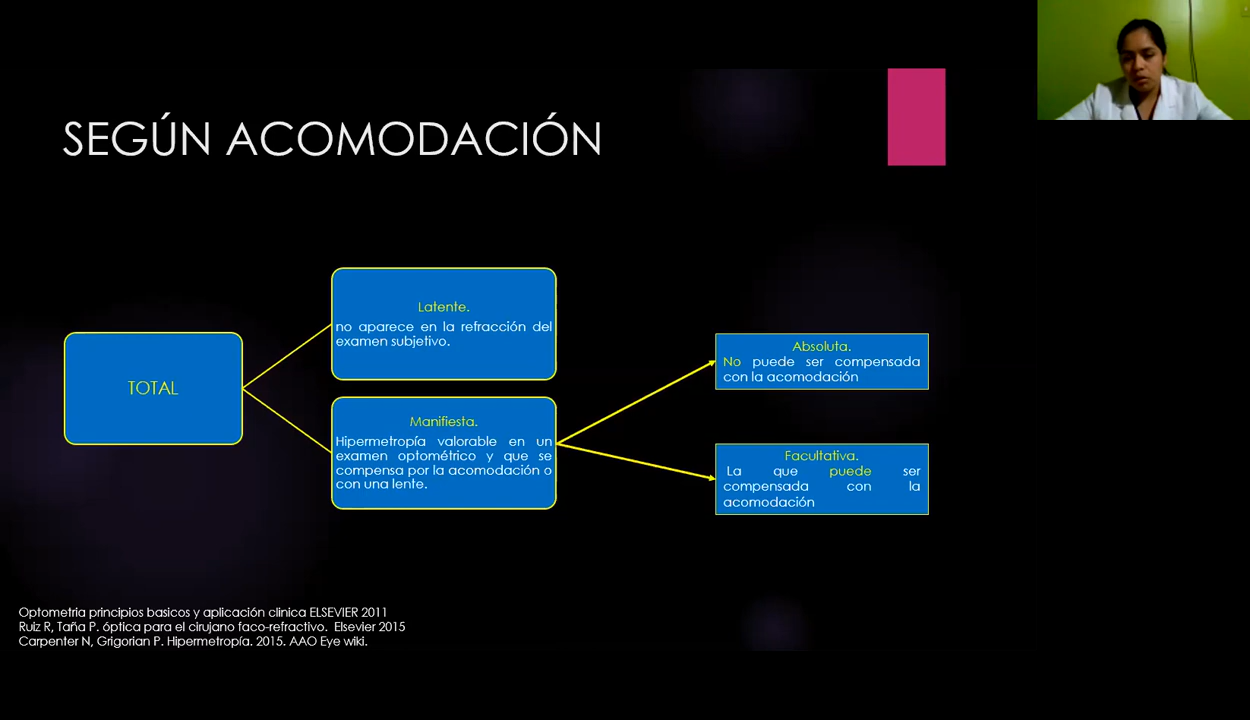 SEGÚN ACOMODACIÓN
TOTAL
Latente.
no aparece en la refracción del
examen subjetivo.
Manifiesta.
Hipermetropía valorable en un
examen optométrico y que se
compensa por la acomodación o
con una lente.
Absoluta.
No puede ser compensada
con la acomodación
Facultativa.
La que puede ser
compensada con la
acomodación
Optometria principios basicos y aplicación clinica ELSEVIER 2011
Ruiz R, Taña P. óptica para el cirujano faco-refractivo. Elsevier 2015
Carpenter N, Grigorian P. Hipermetropía. 2015. AAO Eye wiki.